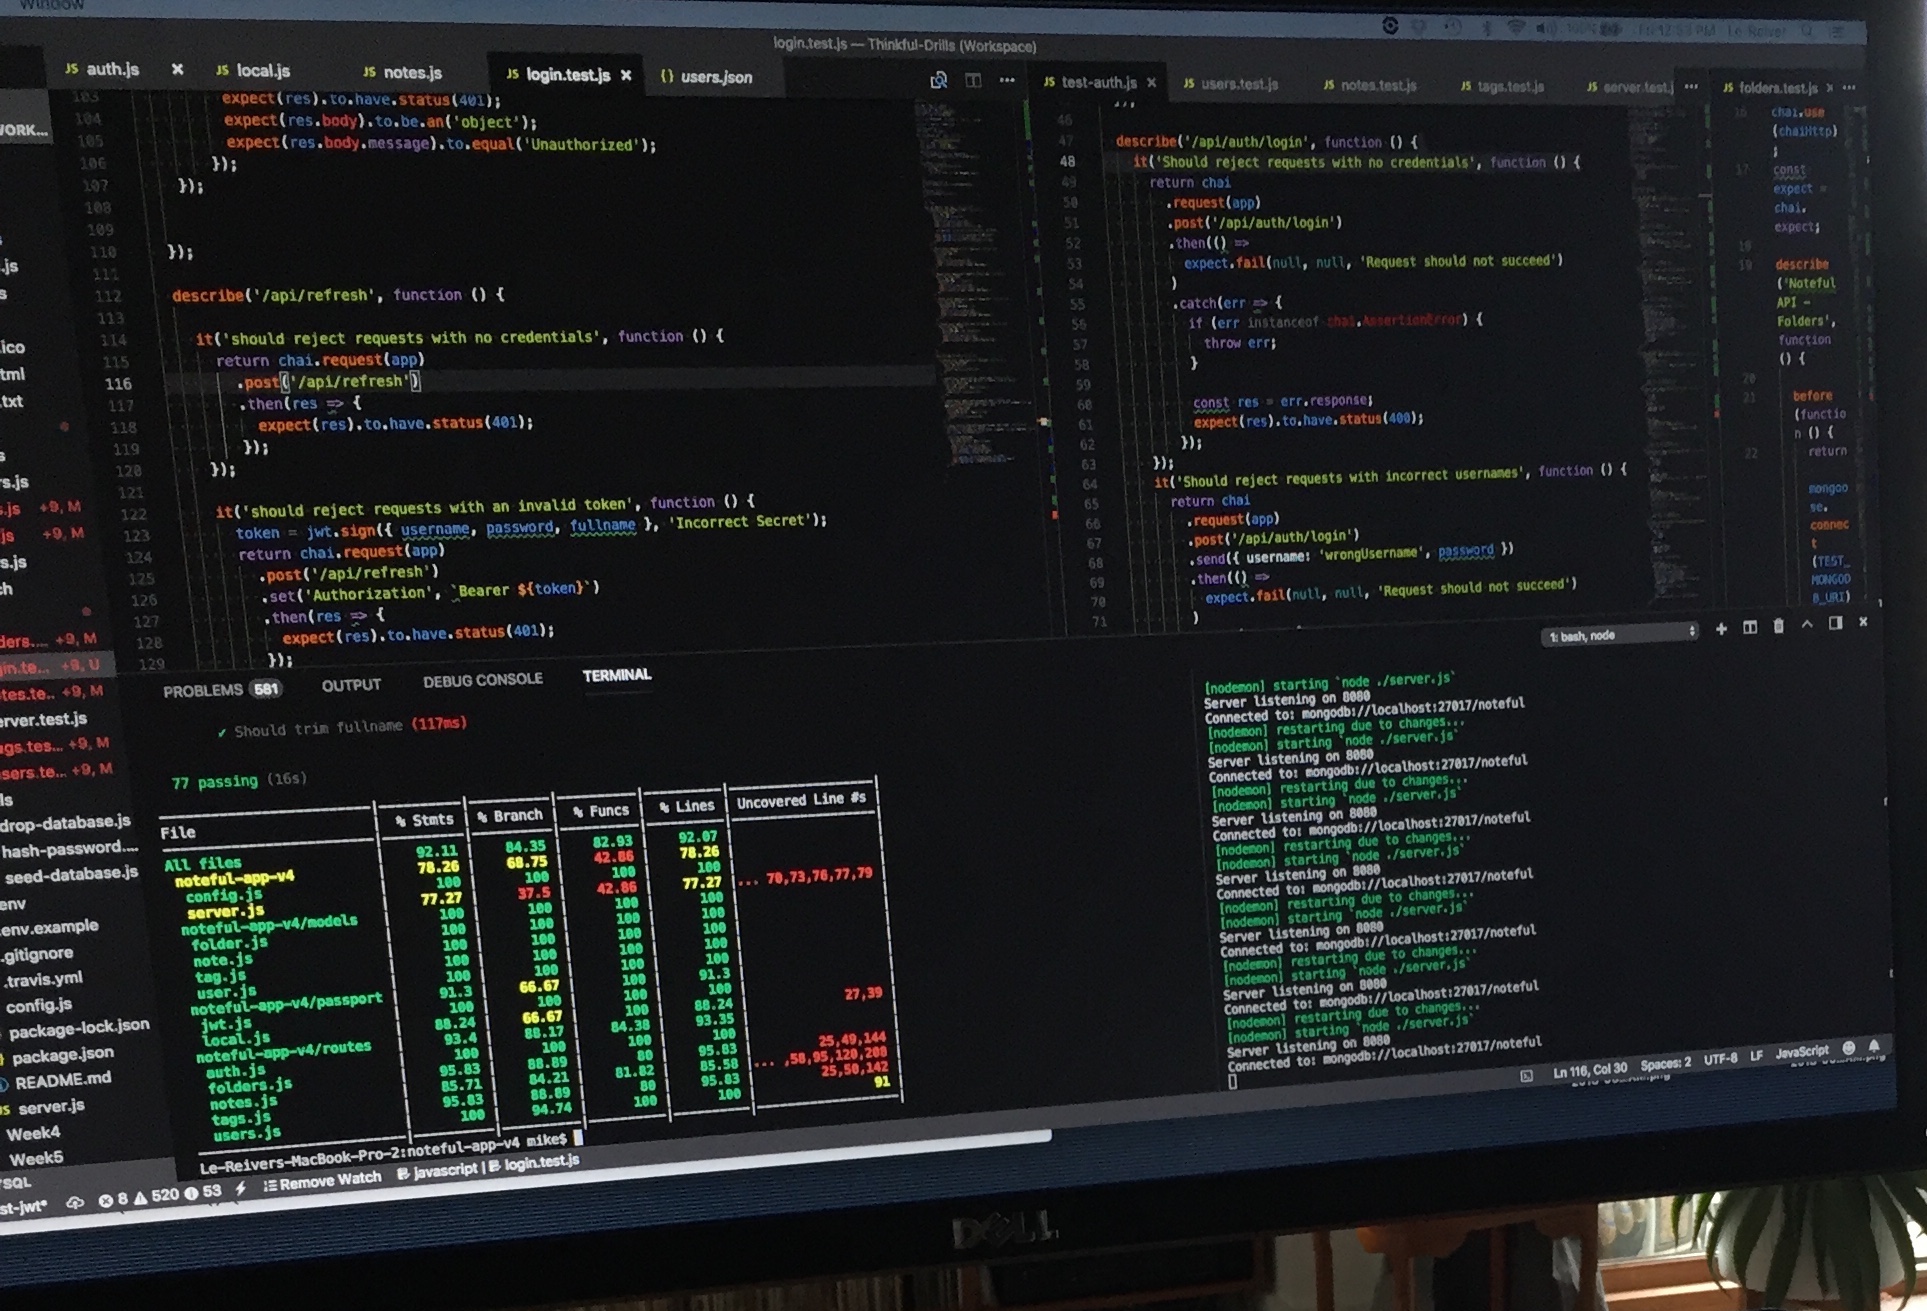 Window
login.test.js — Thinkful-Drills (Workspace)
JS auth.js × JS local.js JS notes.js JS login.test.js × {} users.json
WORK...
103 expect(res).to.have.status(401);
104 expect(res.body).to.be.an('object');
105 expect(res.body.message).to.equal('Unauthorized');
106 });
107 });
108
109
110 });
111
112 describe('/api/refresh', function () {
113
114 it('should reject requests with no credentials', function () {
115 return chai.request(app)
116 .post('/api/refresh')
117 .then(res => {
118 expect(res).to.have.status(401);
119 });
120 });
121
122 it('should reject requests with an invalid token', function () {
123 token = jwt.sign({ username, password, fullname }, 'Incorrect Secret');
124 return chai.request(app)
125 .post('/api/refresh')
126 .set('Authorization', `Bearer ${token}`)
127 .then(res => {
128 expect(res).to.have.status(401);
129 });
JS test-auth.js × JS users.test.js JS notes.test.js JS tags.test.js JS server.test.j ...
46 });
47 describe('/api/auth/login', function () {
48 it('Should reject requests with no credentials', function () {
49 return chai
50 .request(app)
51 .post('/api/auth/login')
52 .then(() =>
53 expect.fail(null, null, 'Request should not succeed')
54 )
55 .catch(err => {
56 if (err instanceof chai.AssertionError) {
57 throw err;
58 }
59
60 const res = err.response;
61 expect(res).to.have.status(400);
62 });
63 });
64 it('Should reject requests with incorrect usernames', function () {
65 return chai
66 .request(app)
67 .post('/api/auth/login')
68 .send({ username: 'wrongUsername', password })
69 .then(() =>
70 expect.fail(null, null, 'Request should not succeed')
71 )
JS folders.test.js × ...
16 chai.use
(chaiHttp)
;
17 const
expect =
chai.
expect;
18
19 describe
('Noteful
API -
Folders',
function
() {
20
21 before
(functio
n () {
22 return
mongoo
se.
connec
t
(TEST_
MONGOD
B_URI)
.js
ico
tml
.txt
rs.js
s.js +9, M
js +9, M
rs.js
ch
ders.... +9, M
gin.te... +9, U
tes.te.. +9, M
erver.test.js
ags.tes... +9, M
sers.te... +9, M
ls
drop-database.js
hash-password....
seed-database.js
env
env.example
.gitignore
.travis.yml
config.js
package-lock.json
package.json
README.md
JS server.js
Week4
Week5
PROBLEMS 581 OUTPUT DEBUG CONSOLE TERMINAL
1: bash, node
✓ Should trim fullname (117ms)
77 passing (16s)
File | % Stmts | % Branch | % Funcs | % Lines | Uncovered Line #s
All files | 92.11 | 84.35 | 82.93 | 92.07 |
noteful-app-v4 | 78.26 | 68.75 | 42.86 | 78.26 |
config.js | 100 | 100 | 100 | 100 |
server.js | 77.27 | 37.5 | 42.86 | 77.27 | ... 70,73,76,77,79
noteful-app-v4/models | 100 | 100 | 100 | 100 |
folder.js | 100 | 100 | 100 | 100 |
note.js | 100 | 100 | 100 | 100 |
tag.js | 100 | 100 | 100 | 100 |
user.js | 100 | 100 | 100 | 100 |
noteful-app-v4/passport | 91.3 | 66.67 | 100 | 91.3 |
jwt.js | 100 | 100 | 100 | 100 |
local.js | 88.24 | 66.67 | 100 | 88.24 | 27,39
noteful-app-v4/routes | 93.4 | 88.17 | 84.38 | 93.35 |
auth.js | 100 | 100 | 100 | 100 |
folders.js | 95.83 | 88.89 | 80 | 95.83 | 25,49,144
notes.js | 85.71 | 84.21 | 81.82 | 85.58 | ... ,58,95,120,208
tags.js | 95.83 | 88.89 | 80 | 95.83 | 25,50,142
users.js | 100 | 94.74 | 100 | 100 | 91
Le-Reivers-MacBook-Pro-2:noteful-app-v4 mike$
[nodemon] starting `node ./server.js`
Server listening on 8080
Connected to: mongodb://localhost:27017/noteful
[nodemon] restarting due to changes...
[nodemon] starting `node ./server.js`
Server listening on 8080
Connected to: mongodb://localhost:27017/noteful
[nodemon] restarting due to changes...
[nodemon] starting `node ./server.js`
Server listening on 8080
Connected to: mongodb://localhost:27017/noteful
[nodemon] restarting due to changes...
[nodemon] starting `node ./server.js`
Server listening on 8080
Connected to: mongodb://localhost:27017/noteful
[nodemon] restarting due to changes...
[nodemon] starting `node ./server.js`
Server listening on 8080
Connected to: mongodb://localhost:27017/noteful
[nodemon] restarting due to changes...
[nodemon] starting `node ./server.js`
Server listening on 8080
Connected to: mongodb://localhost:27017/noteful
[nodemon] restarting due to changes...
[nodemon] starting `node ./server.js`
Server listening on 8080
Connected to: mongodb://localhost:27017/noteful
st-jwt* 8 520 53 Remove Watch javascript | login.test.js
Ln 116, Col 30 Spaces: 2 UTF-8 LF JavaScript
DELL